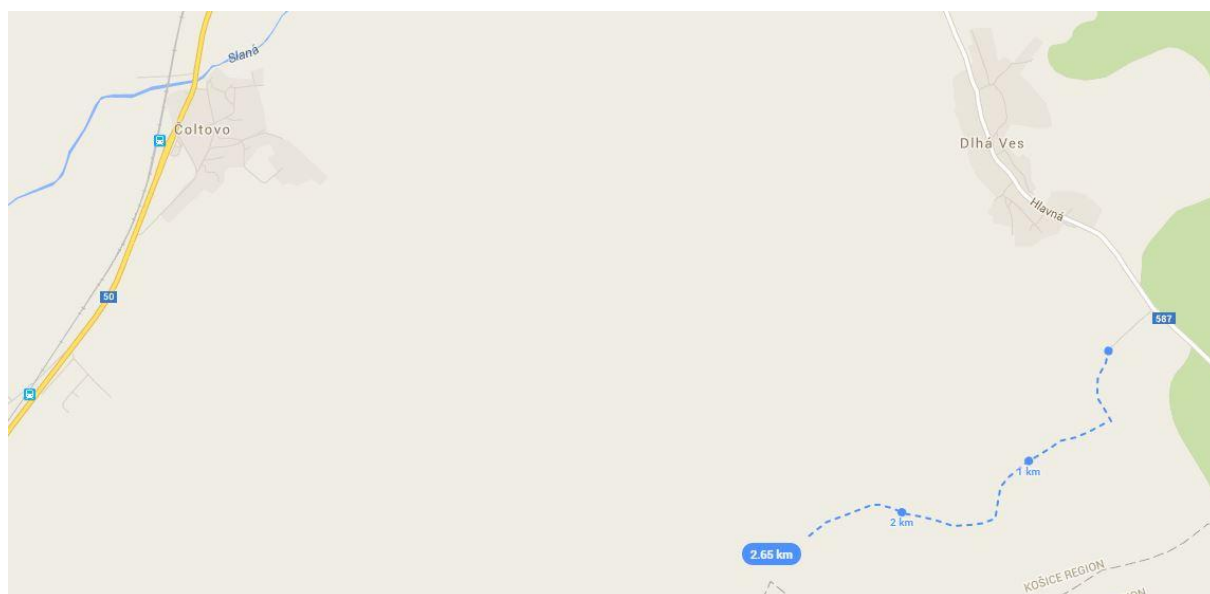 Slaná
Čoltovo
Dlhá Ves
Hlavná
50
587
1 km
2 km
2.65 km
KOŠICE REGION